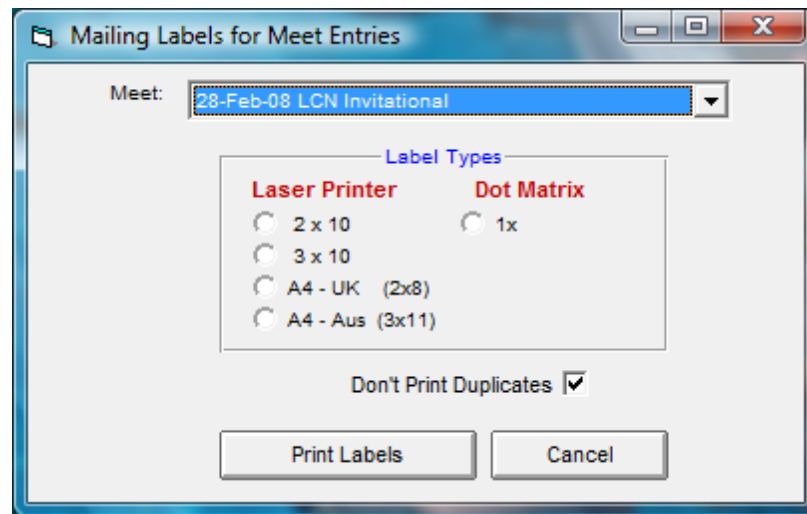 Mailing Labels for Meet Entries
Meet: 28-Feb-08 LCN Invitational
Label Types
Laser Printer Dot Matrix
2 x 10 1x
3 x 10
A4 - UK (2x8)
A4 - Aus (3x11)
Don't Print Duplicates
Print Labels Cancel